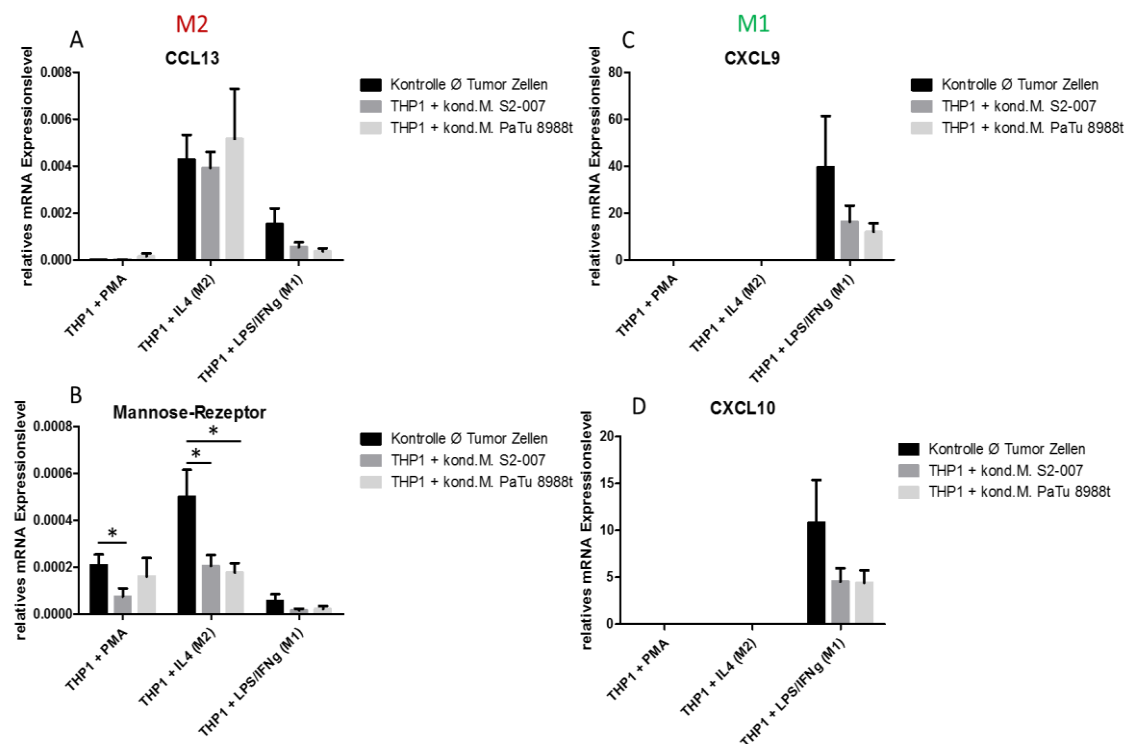 M2
A
CCL13
relatives mRNA Expressionslevel
0.008
0.006
0.004
0.002
0.000
THP1 + PMA
THP1 + IL4 (M2)
THP1 + LPS/IFNg (M1)
Kontrolle Ø Tumor Zellen
THP1 + kond.M. S2-007
THP1 + kond.M. PaTu 8988t
B
Mannose-Rezeptor
relatives mRNA Expressionslevel
0.0008
0.0006
0.0004
0.0002
0.0000
*
*
*
THP1 + PMA
THP1 + IL4 (M2)
THP1 + LPS/IFNg (M1)
Kontrolle Ø Tumor Zellen
THP1 + kond.M. S2-007
THP1 + kond.M. PaTu 8988t
M1
C
CXCL9
relatives mRNA Expressionslevel
80
60
40
20
0
THP1 + PMA
THP1 + IL4 (M2)
THP1 + LPS/IFNg (M1)
Kontrolle Ø Tumor Zellen
THP1 + kond.M. S2-007
THP1 + kond.M. PaTu 8988t
D
CXCL10
relatives mRNA Expressionslevel
20
15
10
5
0
THP1 + PMA
THP1 + IL4 (M2)
THP1 + LPS/IFNg (M1)
Kontrolle Ø Tumor Zellen
THP1 + kond.M. S2-007
THP1 + kond.M. PaTu 8988t